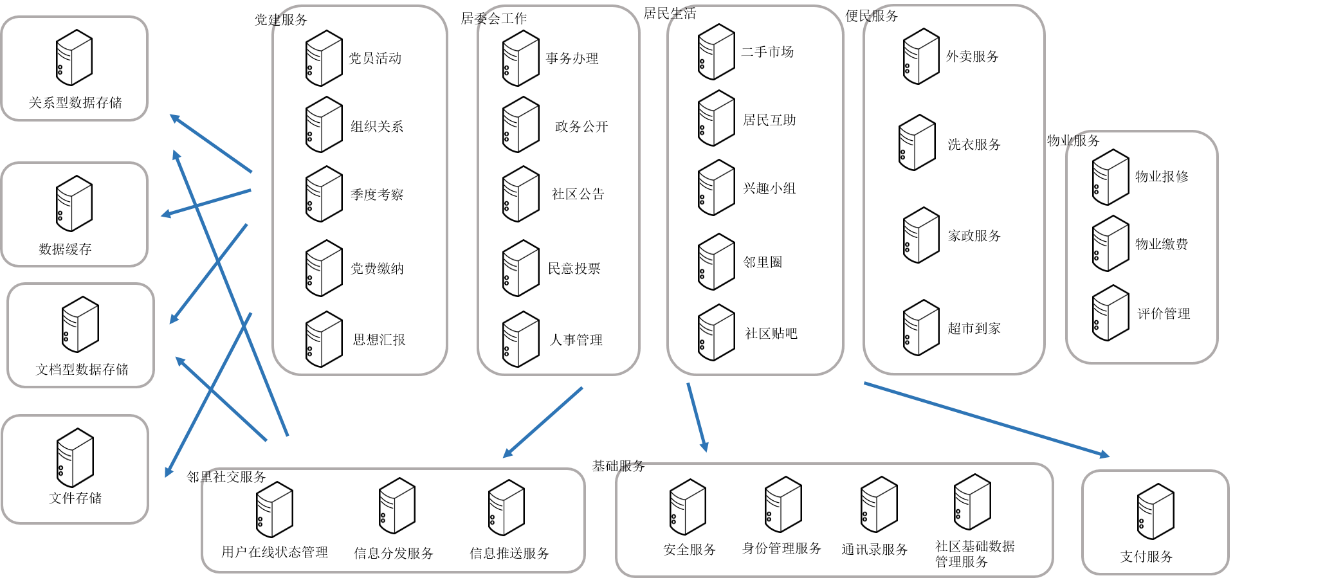 关系型数据存储
数据缓存
文档型数据存储
文件存储
党建服务
党员活动
组织关系
季度考察
党费缴纳
思想汇报
居委会工作
事务办理
政务公开
社区公告
民意投票
人事管理
居民生活
二手市场
居民互助
兴趣小组
邻里圈
社区贴吧
便民服务
外卖服务
洗衣服务
家政服务
超市到家
物业服务
物业报修
物业缴费
评价管理
邻里社交服务
用户在线状态管理
信息分发服务
信息推送服务
基础服务
安全服务
身份管理服务
通讯录服务
社区基础数据
管理服务
支付服务